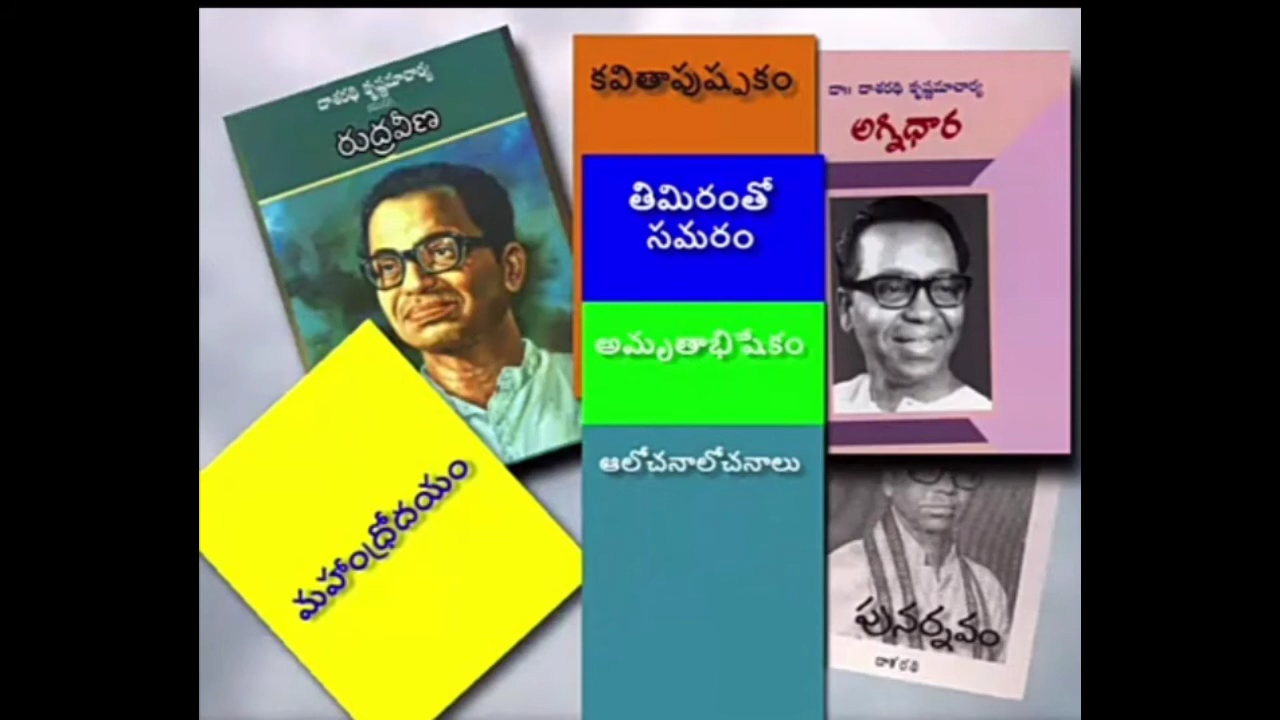 దాశరథి కృష్ణమాచార్య
రుద్రవీణ
కవితాపుష్పకం
డా॥ దాశరథి కృష్ణమాచార్య
అగ్నిధార
తిమిరంతో
సమరం
అమృతాభిషేకం
ఆలోచనాలోచనాలు
మహాంధ్రోదయం
పునర్నవం
దాశరథి